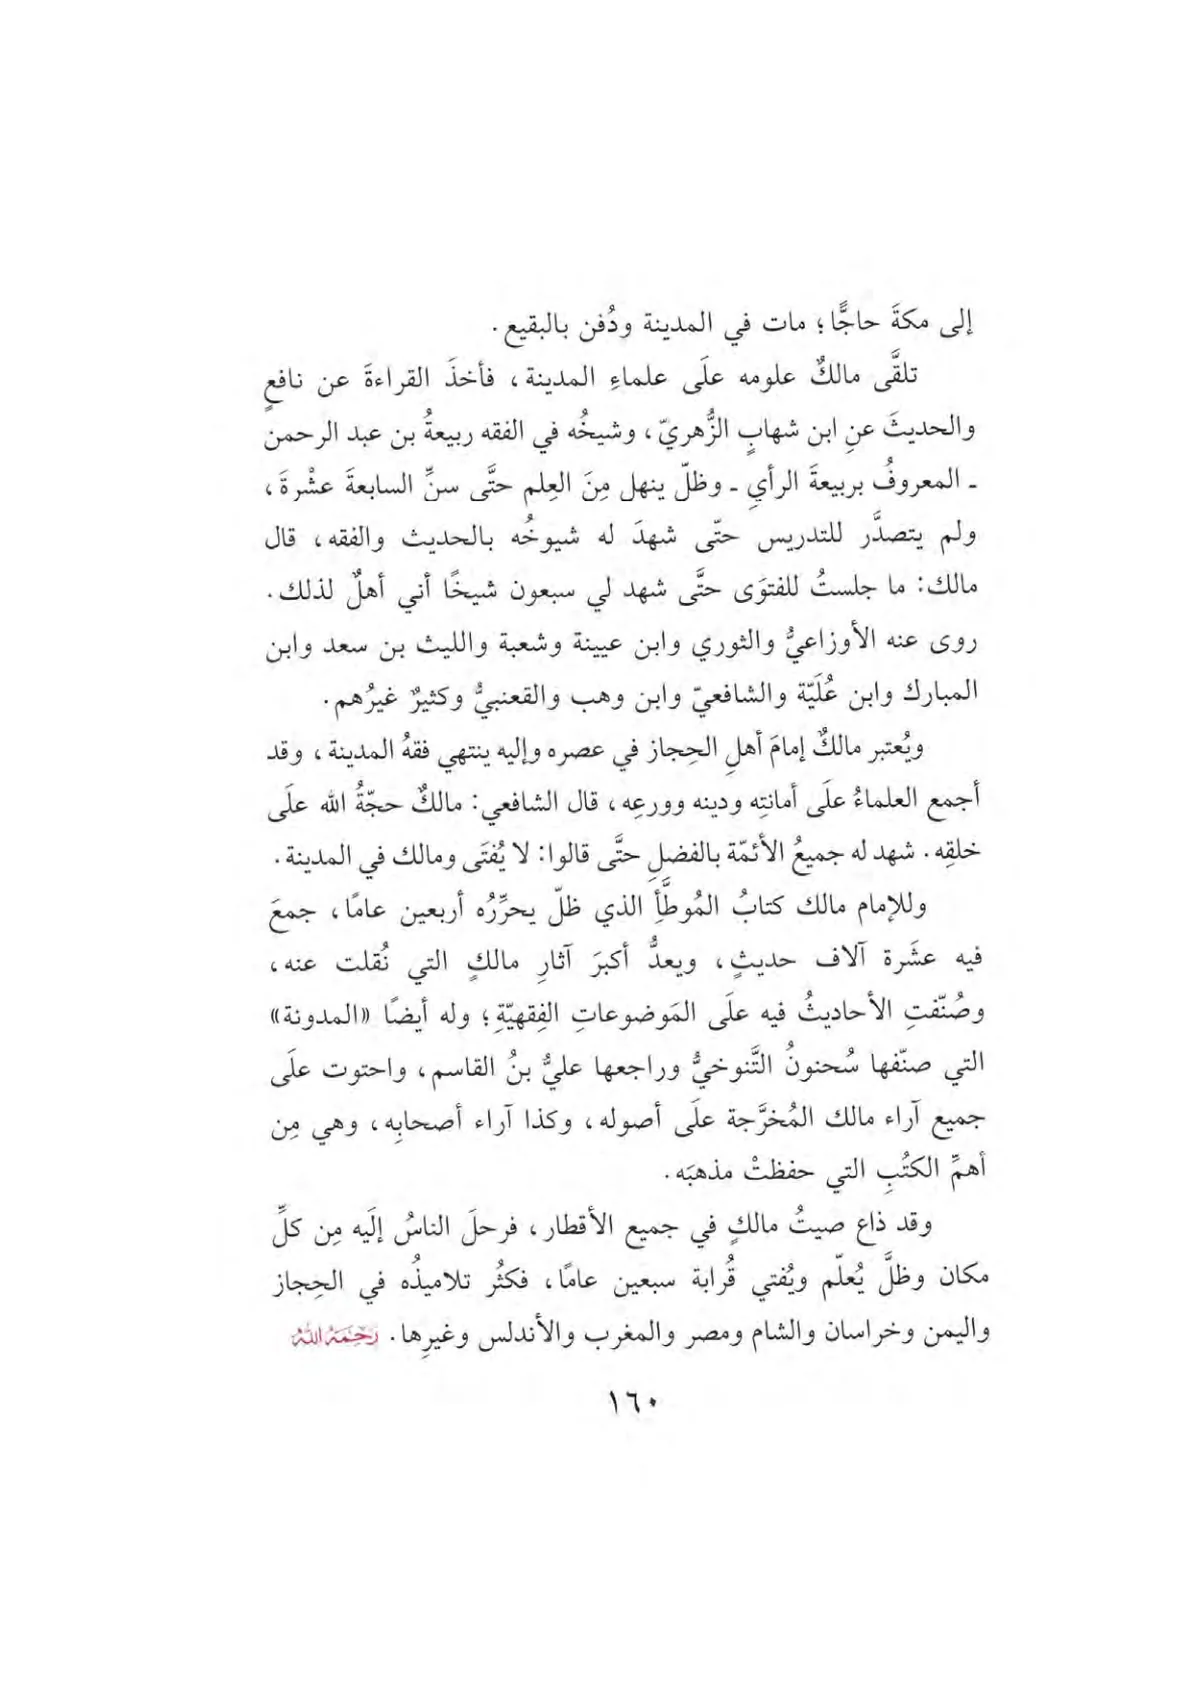 إلى مكةَ حاجًّا؛ مات في المدينة ودُفن بالبقيع.
تلقَّى مالكٌ علومه علَى علماءِ المدينة، فأخذَ القراءةَ عن نافعٍ
والحديثَ عنِ ابن شهابٍ الزُّهريّ، وشيخُه في الفقه ربيعةُ بن عبد الرحمن
ـ المعروفُ بربيعةَ الرأيِ ـ وظلّ ينهل مِنَ العِلم حتَّى سنِّ السابعةَ عشْرةَ،
ولم يتصدَّر للتدريس حتّى شهدَ له شيوخُه بالحديث والفقه، قال
مالك: ما جلستُ للفتوَى حتَّى شهد لي سبعون شيخًا أني أهلٌ لذلك.
روى عنه الأوزاعيُّ والثوري وابن عيينة وشعبة والليث بن سعد وابن
المبارك وابن عُلَيّة والشافعيّ وابن وهب والقعنبيُّ وكثيرٌ غيرُهم.
ويُعتبر مالكٌ إمامَ أهلِ الحِجاز في عصره وإليه ينتهي فقهُ المدينة، وقد
أجمع العلماءُ علَى أمانتِه ودينه وورعِه، قال الشافعي: مالكٌ حجّةُ الله علَى
خلقِه. شهد له جميعُ الأئمّة بالفضلِ حتَّى قالوا: لا يُفتَى ومالك في المدينة.
وللإمام مالك كتابُ المُوطَّأِ الذي ظلّ يحرِّرُه أربعين عامًا، جمعَ
فيه عشَرة آلاف حديثٍ، ويعدُّ أكبرَ آثارِ مالكٍ التي نُقلت عنه،
وصُنّفتِ الأحاديثُ فيه علَى المَوضوعاتِ الفِقهيّةِ؛ وله أيضًا «المدونة»
التي صنّفها سُحنونُ التَّنوخيُّ وراجعها عليُّ بنُ القاسم، واحتوت علَى
جميع آراء مالك المُخرَّجة علَى أصوله، وكذا آراء أصحابِه، وهي مِن
أهمِّ الكتُبِ التي حفظتْ مذهبَه.
وقد ذاع صيتُ مالكٍ في جميع الأقطار، فرحلَ الناسُ إلَيه مِن كلِّ
مكان وظلَّ يُعلّم ويُفتي قُرابة سبعين عامًا، فكثُر تلاميذُه في الحِجاز
واليمن وخراسان والشام ومصر والمغرب والأندلس وغيرِها. رَحِمَهُ اللهُ
١٦٠